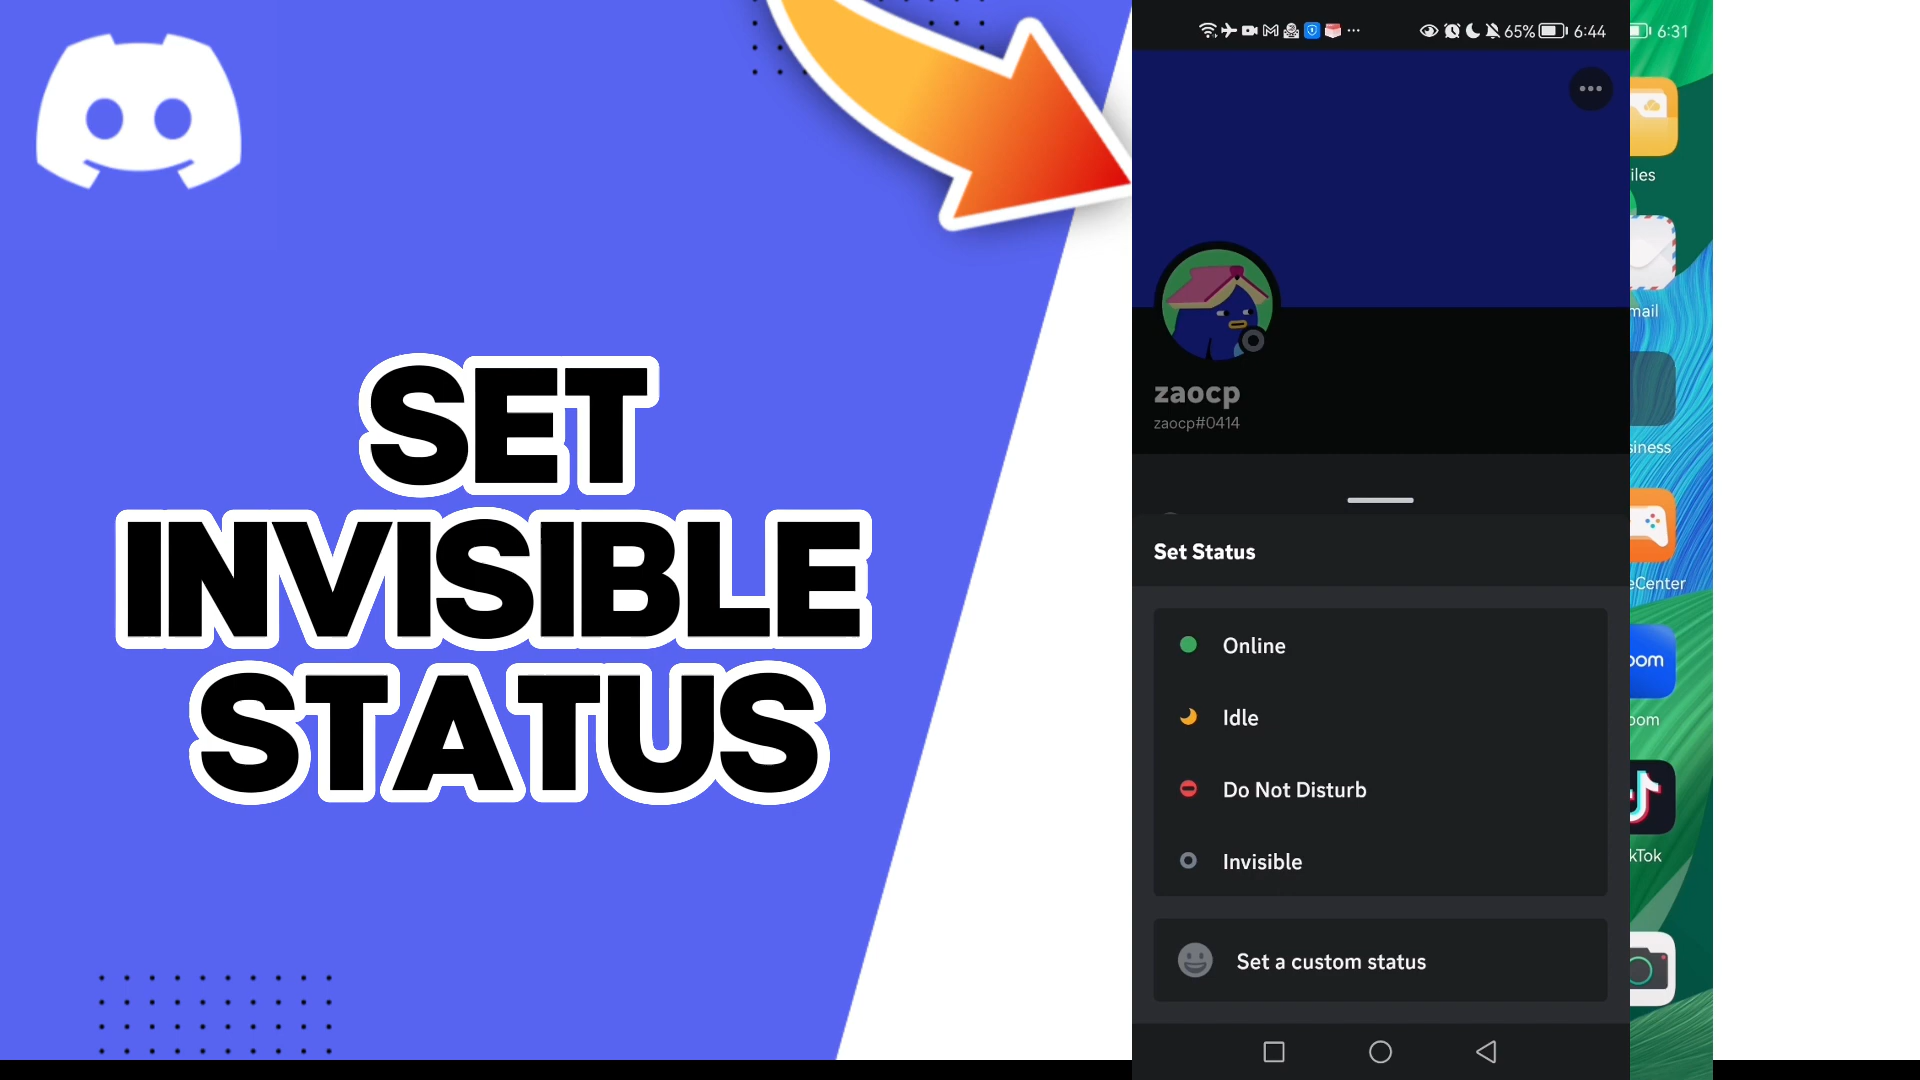 SET
INVISIBLE
STATUS
65% 6:44
6:31
zaocp
zaocp#0414
Set Status
Online
Idle
Do Not Disturb
Invisible
Set a custom status
iles
mail
siness
eCenter
oom
oom
kTok